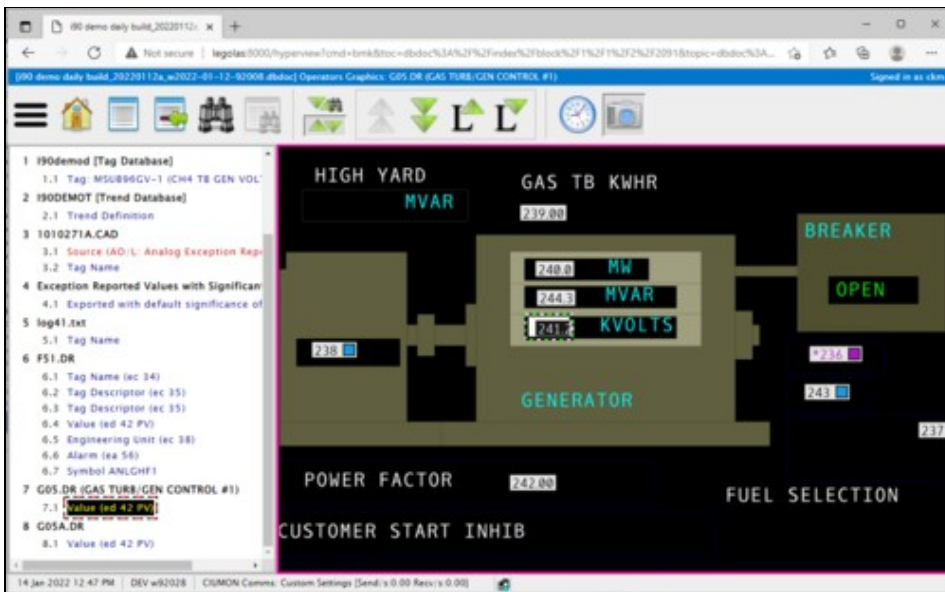 i90 demo daily build_20220112a
Not secure | legolas:8000/hyperview?cmd=bmk&toc=dbdoc%3A%2F%2Findex%2Fblock%2F1%2F1%2F2%2F2091&topic=dbdoc%3A...
[i90 demo daily build_20220112a_w2022-01-12-92008.dbdoc] Operators Graphics: G05.DR (GAS TURB/GEN CONTROL #1)
Signed in as ckm
1 I90demod [Tag Database]
1.1 Tag: MSU896GV-1 (CH4 TB GEN VOL
2 I90DEMOT [Trend Database]
2.1 Trend Definition
3 1010271A.CAD
3.1 Source (AO/L: Analog Exception Rep
3.2 Tag Name
4 Exception Reported Values with Significan
4.1 Exported with default significance of
5 log41.txt
5.1 Tag Name
6 F51.DR
6.1 Tag Name (ec 34)
6.2 Tag Descriptor (ec 35)
6.3 Tag Descriptor (ec 35)
6.4 Value (ed 42 PV)
6.5 Engineering Unit (ec 38)
6.6 Alarm (ea 56)
6.7 Symbol ANLGHF1
7 G05.DR (GAS TURB/GEN CONTROL #1)
7.1 Value (ed 42 PV)
8 G05A.DR
8.1 Value (ed 42 PV)
HIGH YARD
MVAR
GAS TB KWHR
239.00
BREAKER
OPEN
240.0 MW
244.3 MVAR
241.2 KVOLTS
238
*236
243
GENERATOR
237
POWER FACTOR
242.00
FUEL SELECTION
CUSTOMER START INHIB
14 Jan 2022 12:47 PM
DEV w92028
CIUMON Comms: Custom Settings [Send/s 0.00 Recv/s 0.00]